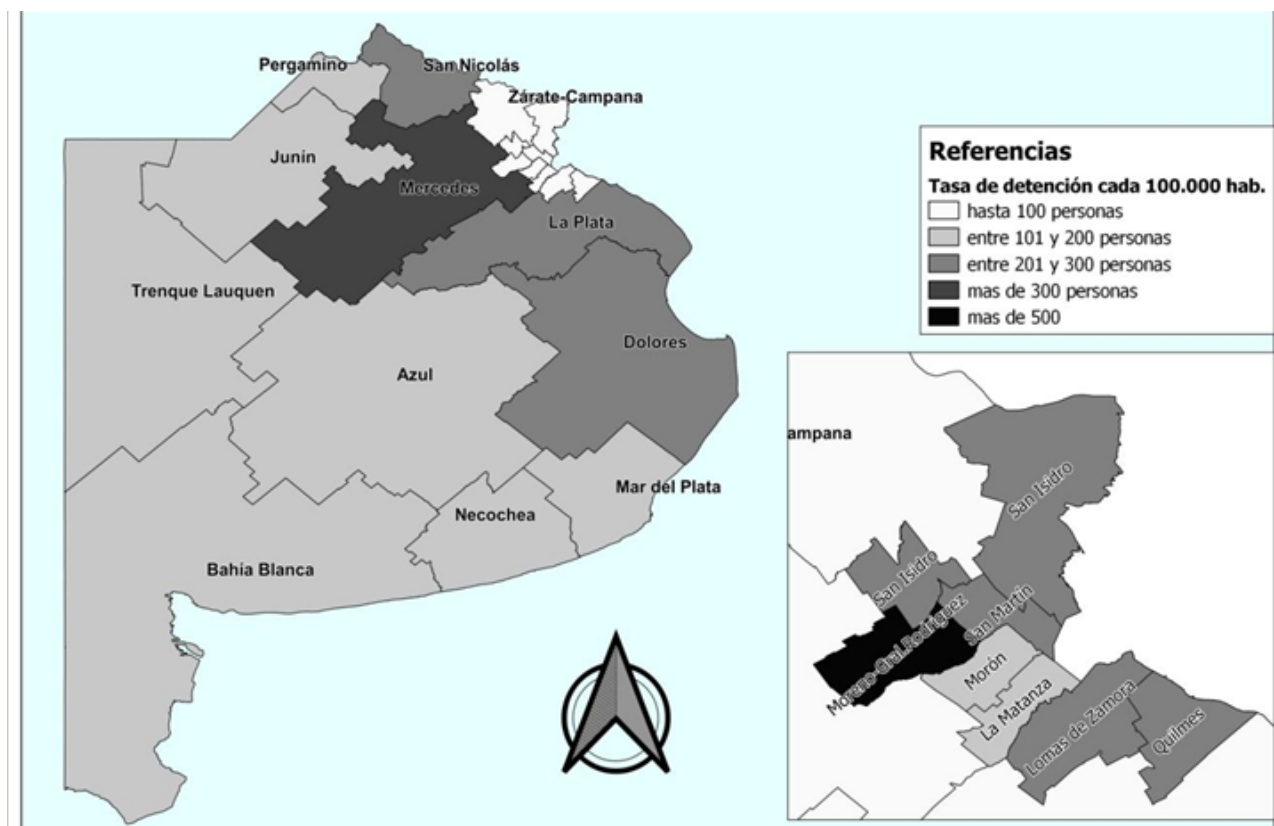 Pergamino
San Nicolás
Zárate-Campana
Junín
Mercedes
La Plata
Trenque Lauquen
Dolores
Azul
Mar del Plata
Necochea
Bahía Blanca
Referencias
Tasa de detención cada 100.000 hab.
hasta 100 personas
entre 101 y 200 personas
entre 201 y 300 personas
mas de 300 personas
mas de 500
ampana
San Isidro
San Isidro
San Martín
Moreno-Gral.Rodríguez
Morón
La Matanza
Lomas de Zamora
Quilmes